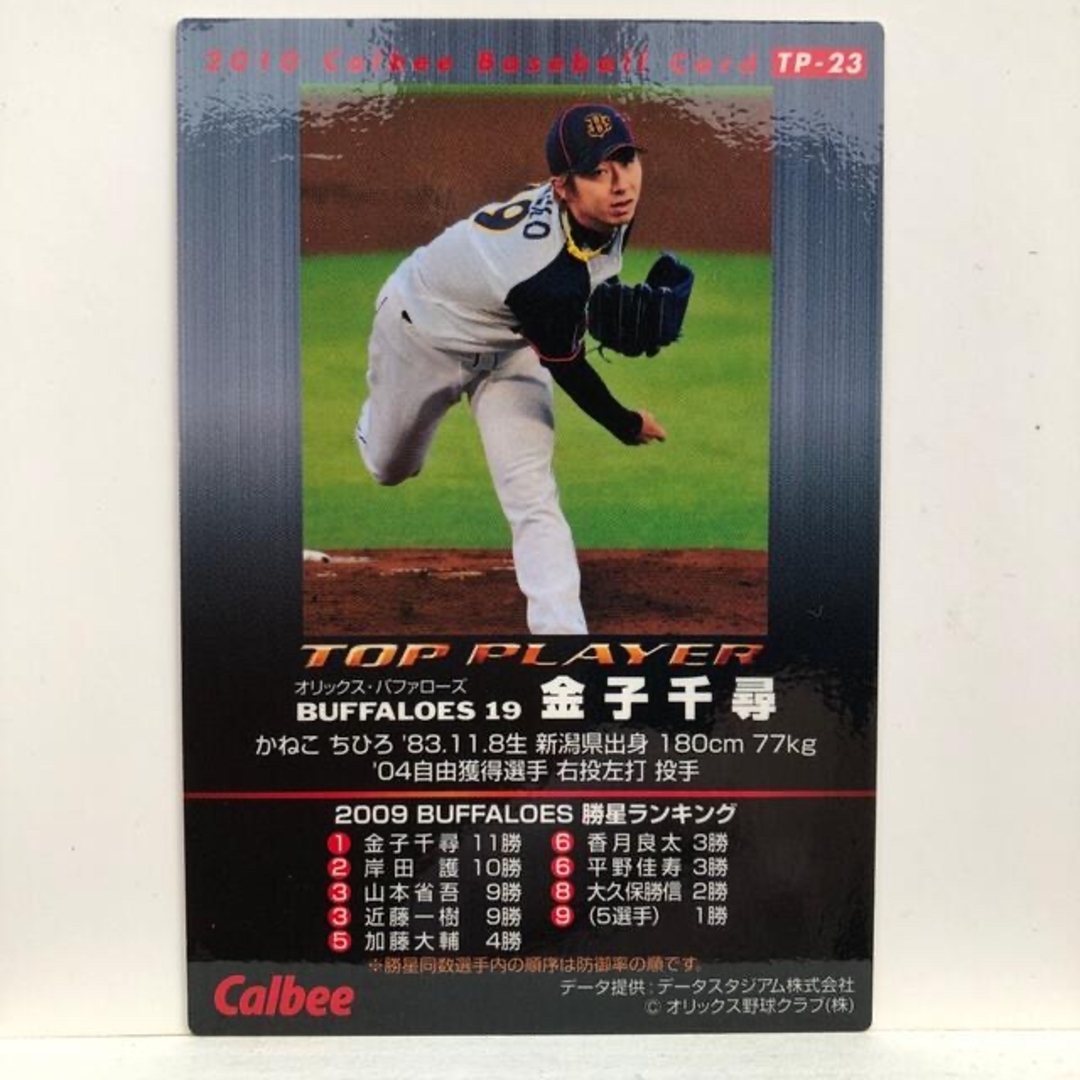 2010 Calbee Baseball Card TP-23
TOP PLAYER
オリックス・バファローズ
BUFFALOES 19 金子千尋
かねこ ちひろ '83.11.8生 新潟県出身 180cm 77kg
'04自由獲得選手 右投左打 投手
2009 BUFFALOES 勝星ランキング
1 金子千尋 11勝 6 香月良太 3勝
2 岸田 護 10勝 6 平野佳寿 3勝
3 山本省吾 9勝 8 大久保勝信 2勝
3 近藤一樹 9勝 9 (5選手) 1勝
5 加藤大輔 4勝
※勝星同数選手内の順序は防御率の順です。
Calbee
データ提供:データスタジアム株式会社
© オリックス野球クラブ(株)